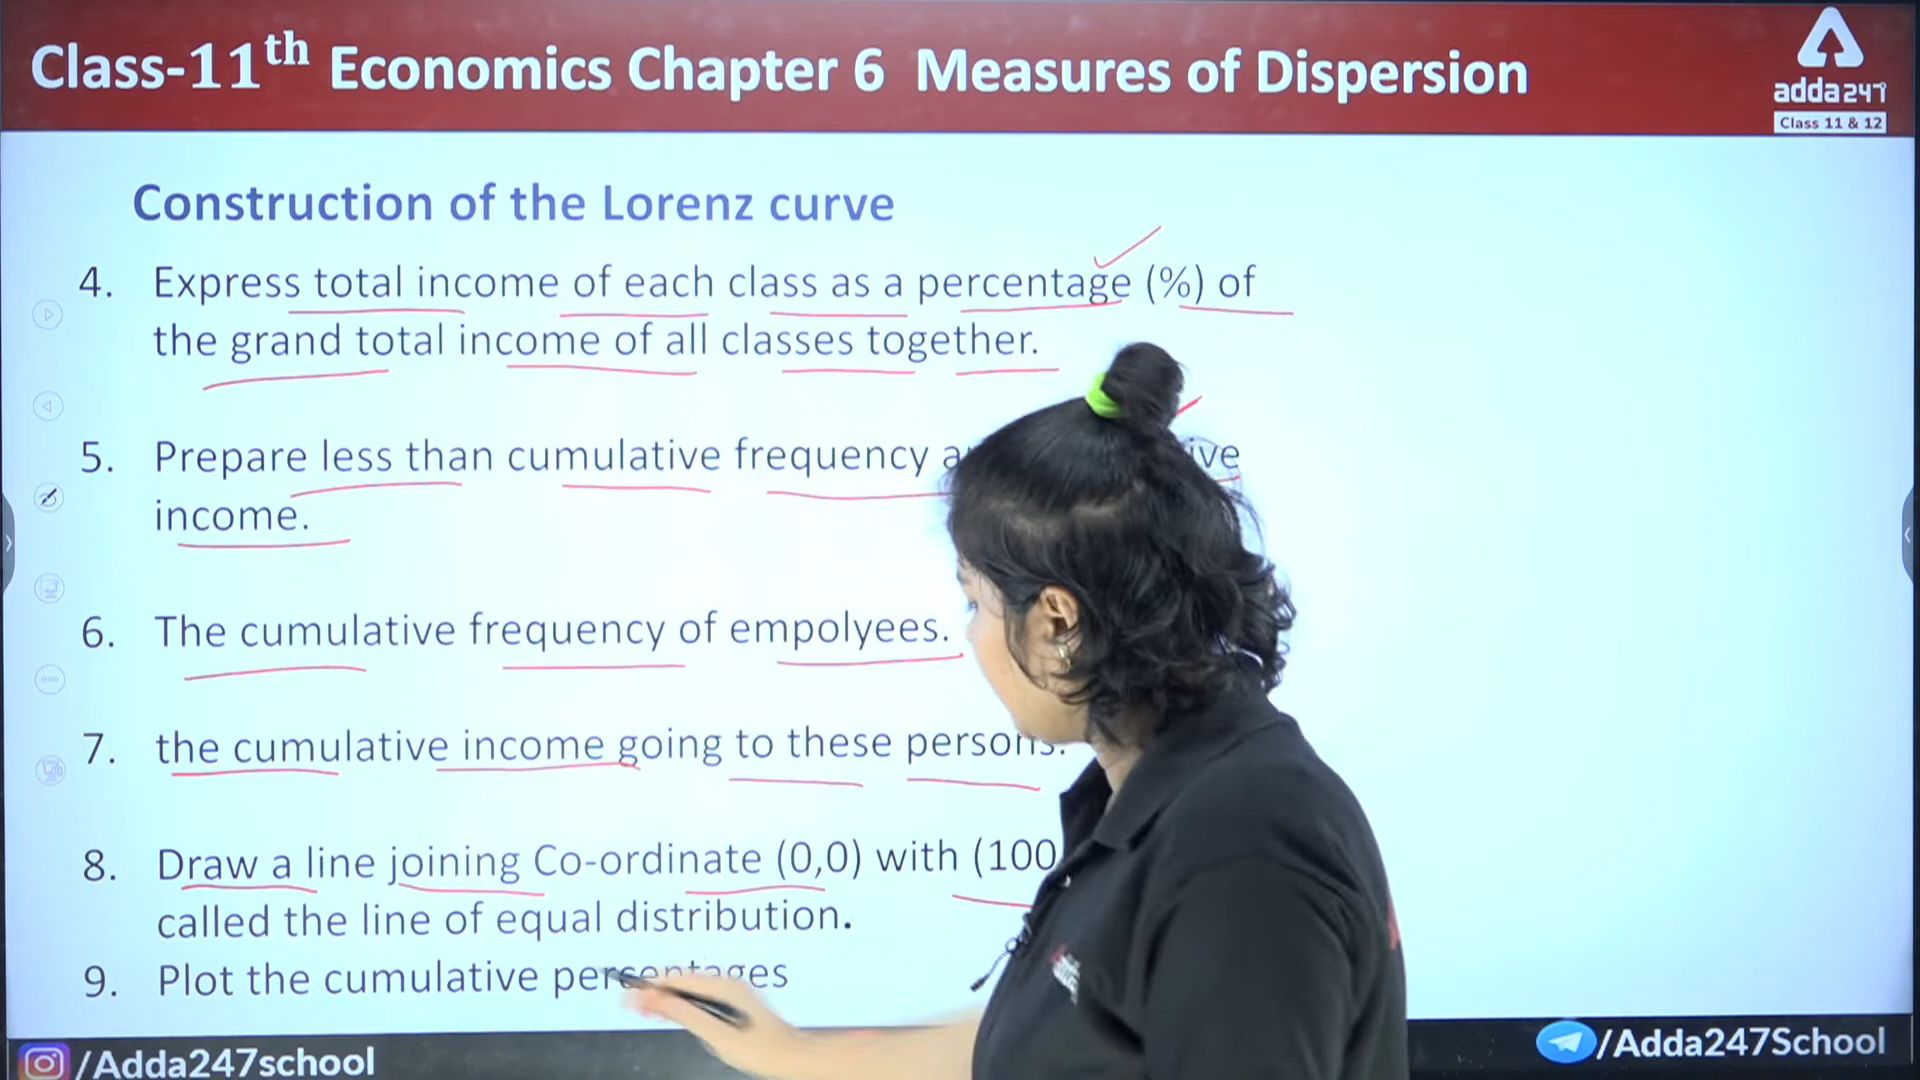 Class-11th Economics Chapter 6 Measures of Dispersion
adda247
Class 11 & 12
Construction of the Lorenz curve
4. Express total income of each class as a percentage (%) of
the grand total income of all classes together.
5. Prepare less than cumulative frequency
income.
6. The cumulative frequency of empolyees.
7. the cumulative income going to these persons.
8. Draw a line joining Co-ordinate (0,0) with (100
called the line of equal distribution.
9. Plot the cumulative percentages
/Adda247school
/Adda247School